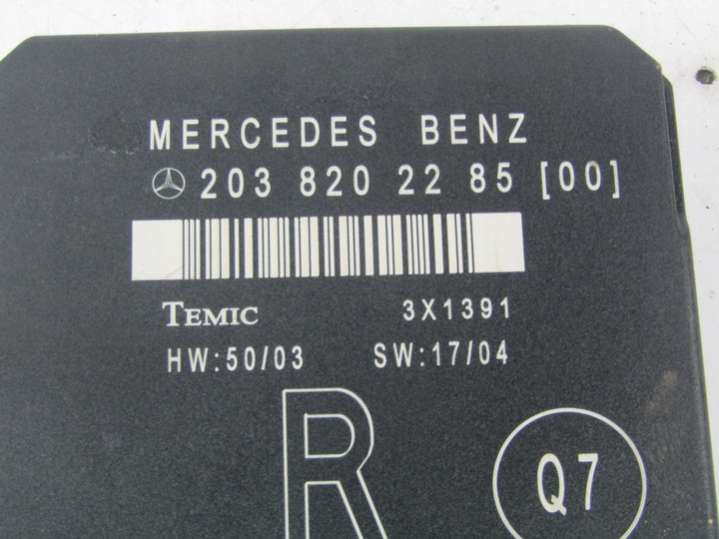 MERCEDES BENZ
203 820 22 85 [00]
TEMIC 3X1391
HW:50/03 SW:17/04
R
Q7